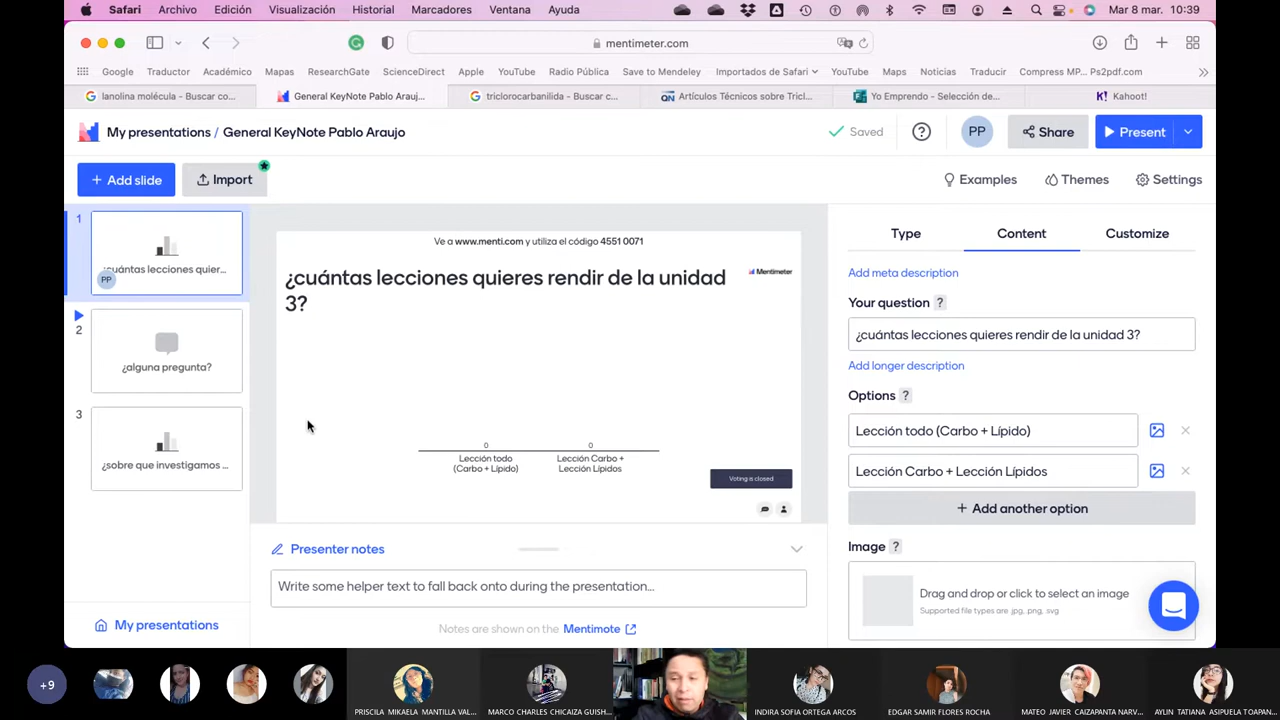 Safari Archivo Edición Visualización Historial Marcadores Ventana Ayuda Mar 8 mar. 10:39
mentimeter.com
Google Traductor Académico Mapas ResearchGate ScienceDirect Apple YouTube Radio Pública Save to Mendeley Importados de Safari YouTube Maps Noticias Traducir Compress MP... Ps2pdf.com
lanolina molécula – Buscar co... General KeyNote Pablo Arauj... triclorocarbanilida - Buscar c... Artículos Técnicos sobre Tricl... Yo Emprendo - Selección de... Kahoot!
My presentations / General KeyNote Pablo Araujo Saved ? PP Share Present
+ Add slide Import Examples Themes Settings
1
¿cuántas lecciones quier...
PP
2
¿alguna pregunta?
3
¿sobre que investigamos ...
My presentations
Ve a www.menti.com y utiliza el código 4551 0071
¿cuántas lecciones quieres rendir de la unidad
3?
Mentimeter
0 0
Lección todo Lección Carbo +
(Carbo + Lípido) Lección Lípidos
Voting is closed
Presenter notes
Write some helper text to fall back onto during the presentation...
Notes are shown on the Mentimote
Type Content Customize
Add meta description
Your question ?
¿cuántas lecciones quieres rendir de la unidad 3?
Add longer description
Options ?
Lección todo (Carbo + Lípido)
Lección Carbo + Lección Lípidos
+ Add another option
Image ?
Drag and drop or click to select an image
Supported file types are .jpg, .png, .svg
+9
PRISCILA MIKAELA MANTILLA VAL...
MARCO CHARLES CHICAIZA GUISH...
INDIRA SOFIA ORTEGA ARCOS
EDGAR SAMIR FLORES ROCHA
MATEO JAVIER CAIZAPANTA NARV...
AYLIN TATIANA ASIPUELA TOAPAN...